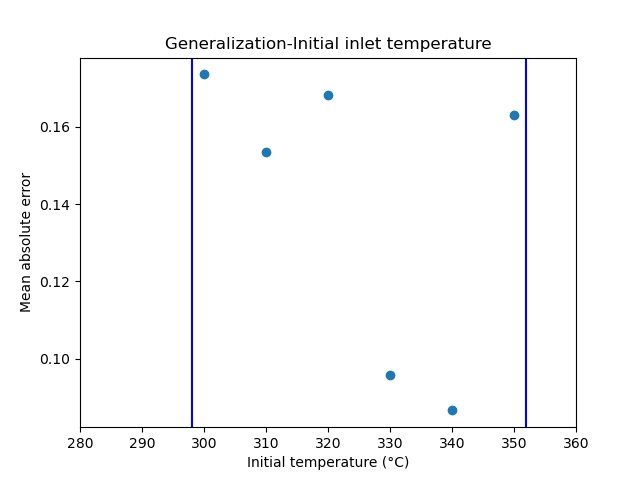 Generalization-Initial inlet temperature
Mean absolute error
0.16
0.14
0.12
0.10
280 290 300 310 320 330 340 350 360
Initial temperature (°C)